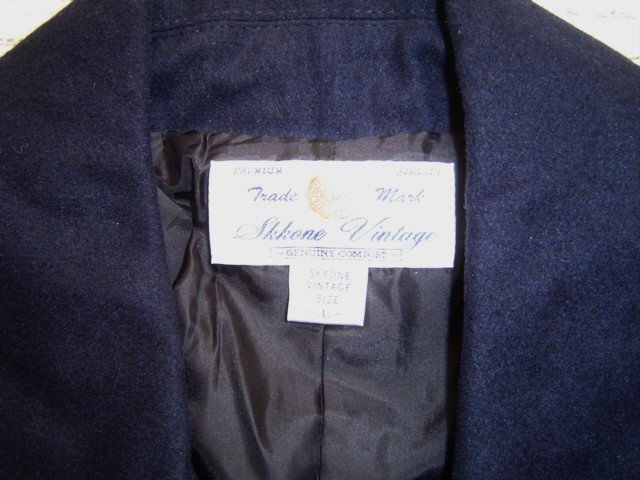 PREMIUM QUALITY
Trade Mark
Skkone Vintage
GENUINE COMFORT
SKKONE
VINTAGE
SIZE
-- L --